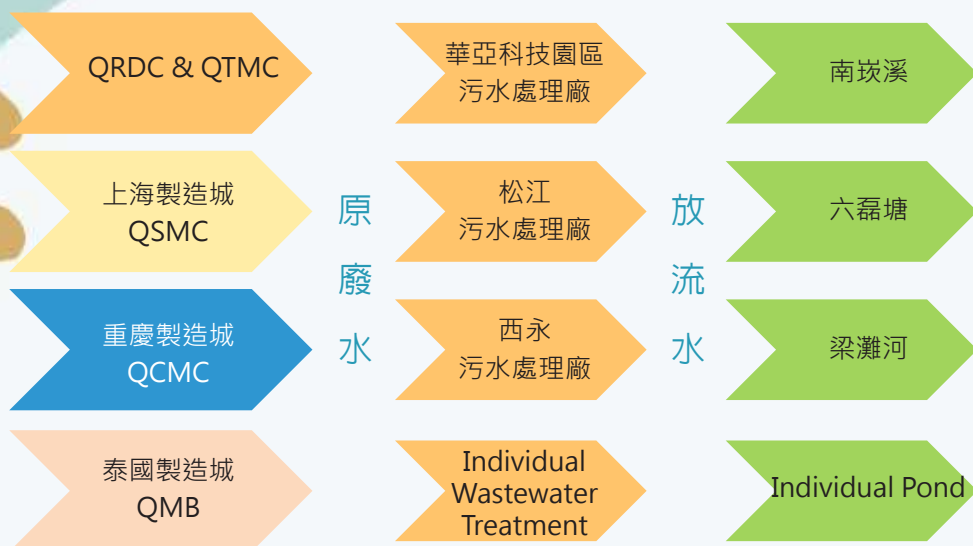 QRDC & QTMC
華亞科技園區
污水處理廠
南崁溪
上海製造城
QSMC
原
廢
水
松江
污水處理廠
放
流
水
六磊塘
重慶製造城
QCMC
西永
污水處理廠
梁灘河
泰國製造城
QMB
Individual
Wastewater
Treatment
Individual Pond